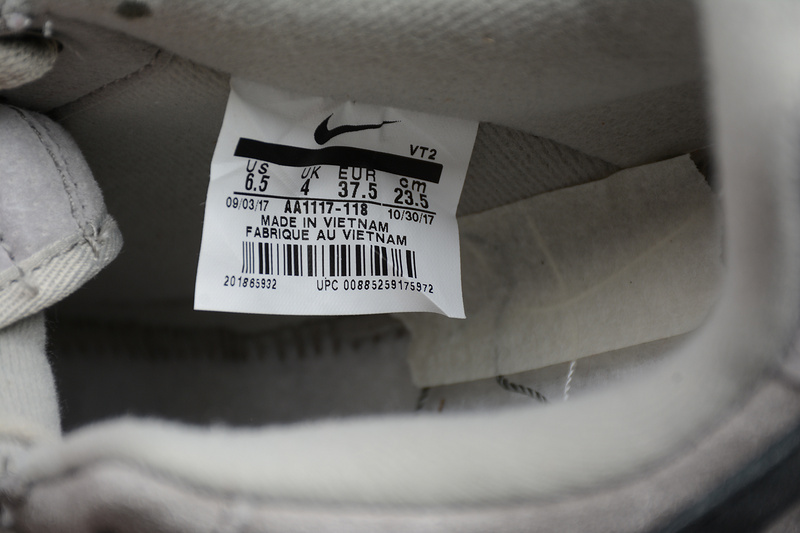 VT2
US UK EUR cm
6.5 4 37.5 23.5
09/03/17 AA1117-118 10/30/17
MADE IN VIETNAM
FABRIQUE AU VIETNAM
201865932 UPC 00885259175972